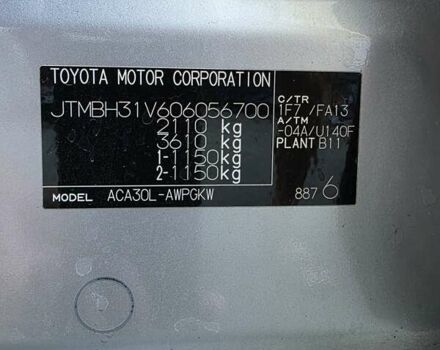 TOYOTA MOTOR CORPORATION
JTMBH31V606056700
2110 kg
3610 kg
1-1150kg
2-1150kg
C/TR
1F7 /FA13
A/TM
-04A/U140F
PLANT B11
MODEL ACA30L-AWPGKW
887 6